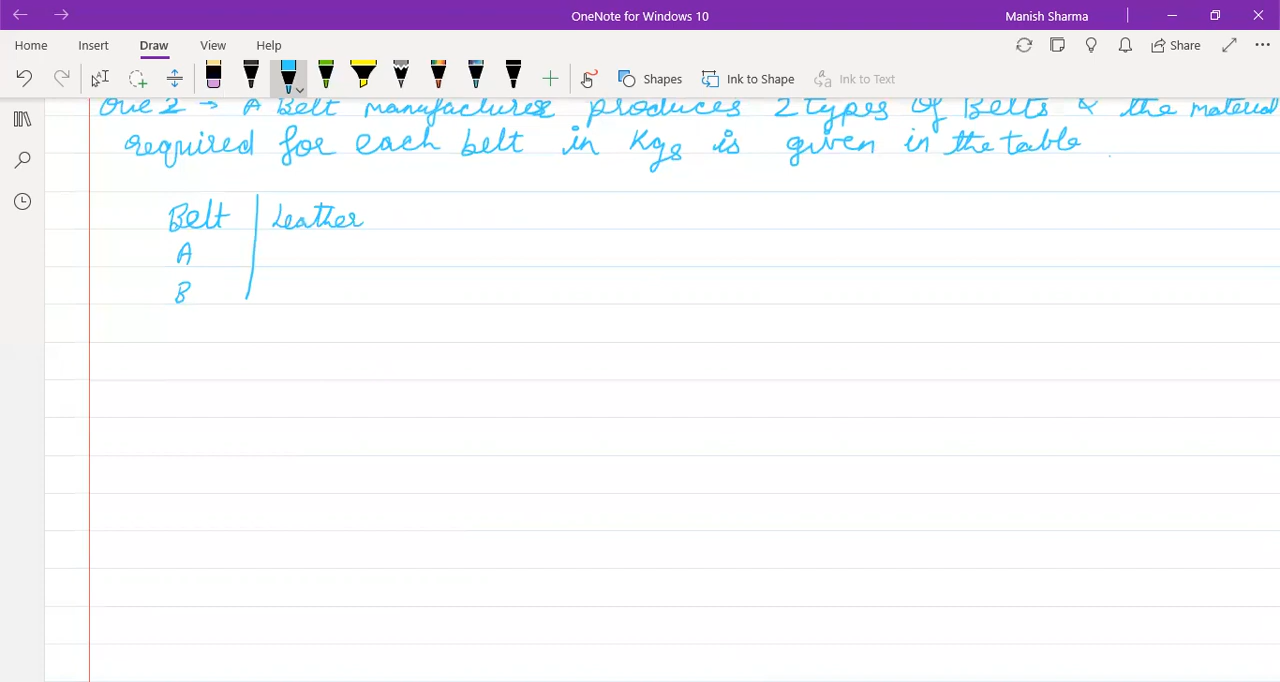 OneNote for Windows 10
Manish Sharma
Home Insert Draw View Help
Share
Shapes Ink to Shape Ink to Text
Que 2 → A Belt manufacturer produces 2 types of Belts & the material
required for each belt in Kgs is given in the table
Belt Leather
A
B